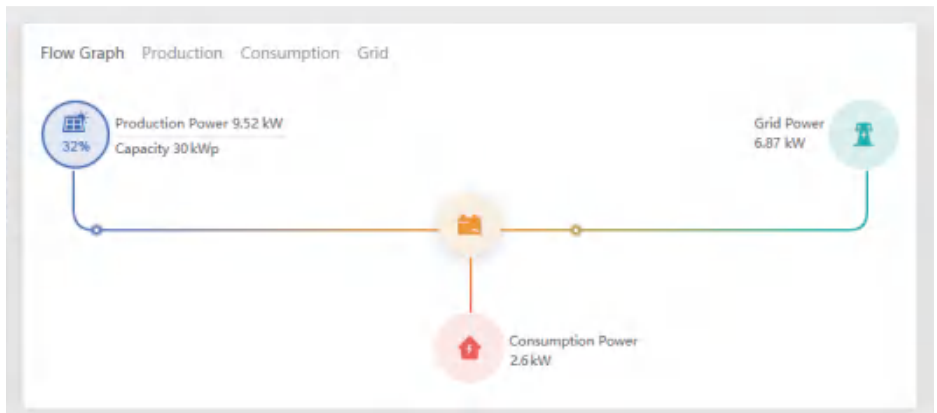 Flow Graph Production Consumption Grid
Production Power 9.52 kW
Capacity 30 kWp
32%
Grid Power
6.87 kW
Consumption Power
2.6 kW